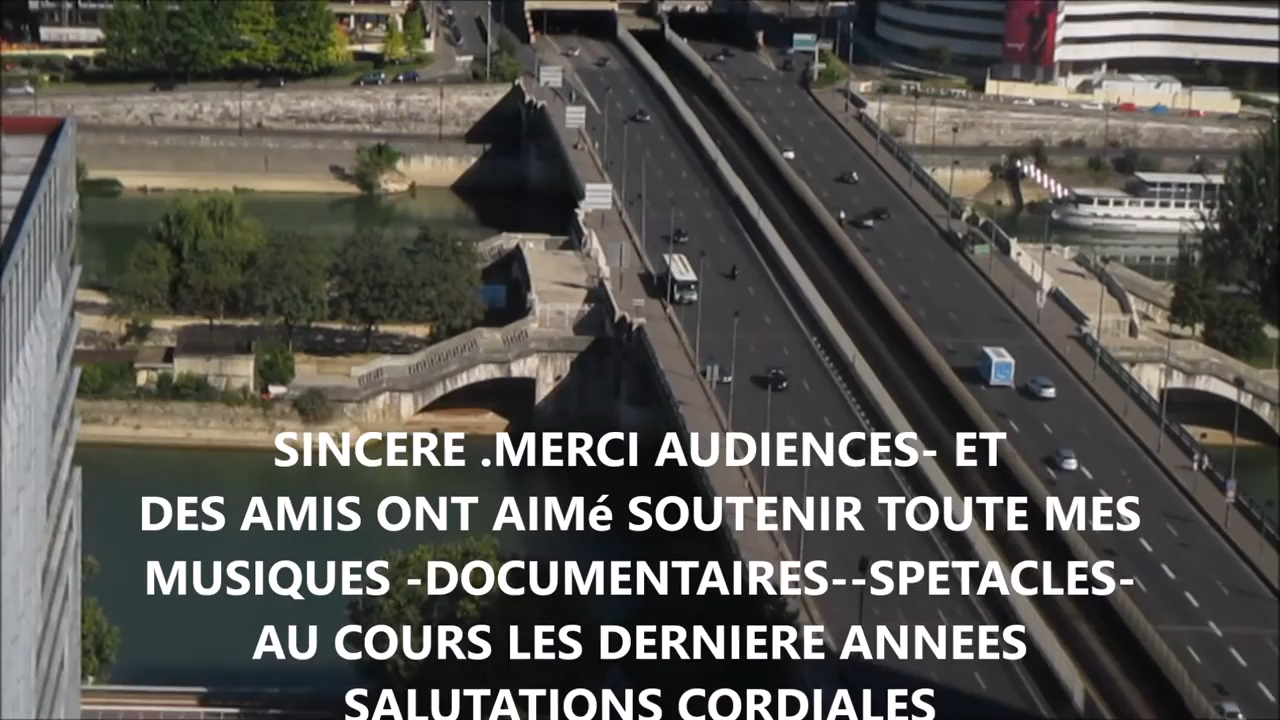 SINCERE .MERCI AUDIENCES- ET
DES AMIS ONT AIMé SOUTENIR TOUTE MES
MUSIQUES -DOCUMENTAIRES--SPETACLES-
AU COURS LES DERNIERE ANNEES
SALUTATIONS CORDIALES